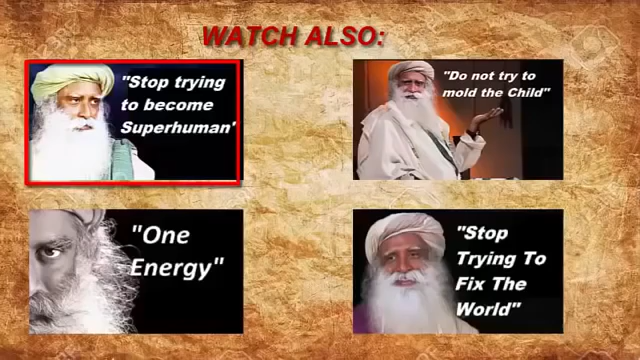 WATCH ALSO:
"Stop trying
to become
Superhuman'
"Do not try to
mold the Child"
"One
Energy"
"Stop
Trying To
Fix The
World"